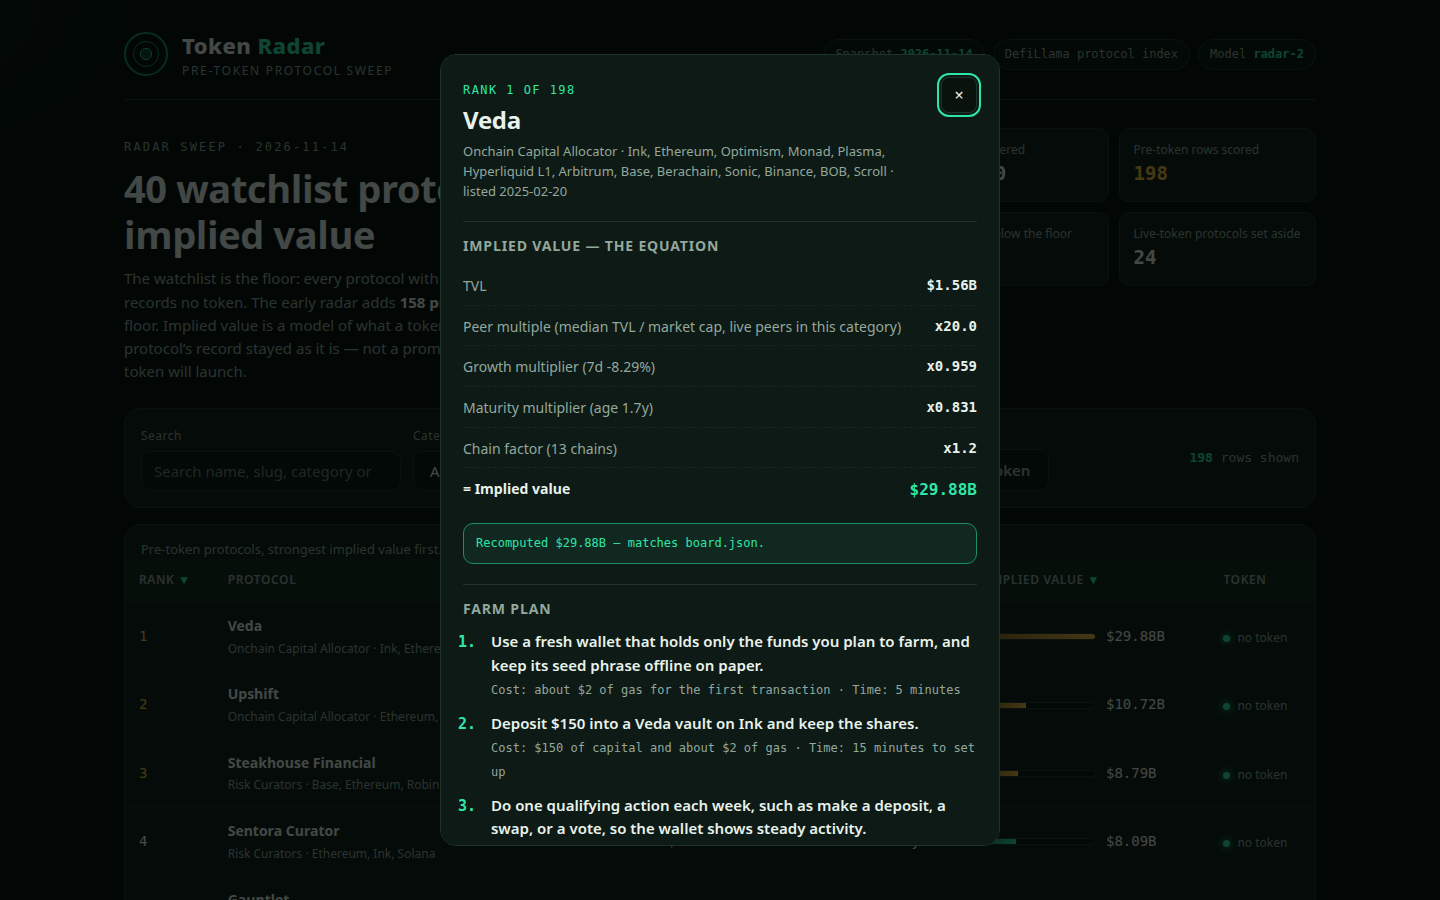 Token Radar
PRE-TOKEN PROTOCOL SWEEP
Snapshot 2026-11-14
DefiLlama protocol index
Model radar-2
RADAR SWEEP · 2026-11-14
40 watchlist
implied value
The watchlist is the floor: every protocol with
records no token. The early radar adds 158
floor. Implied value is a model of what a
protocol's record stayed as it is — not a
token will launch.
Pre-token rows scored
198
the floor
Live-token protocols set aside
24
Search
Search name, slug, category or
198 rows shown
Pre-token protocols, strongest implied value first.
RANK ▼
PROTOCOL
VALUE ▼
TOKEN
1
Veda
Onchain Capital Allocator · Ink,
$29.88B
no token
2
Upshift
Onchain Capital Allocator · Ethereum,
$10.72B
no token
3
Steakhouse Financial
Risk Curators · Base, Ethereum,
$8.79B
no token
4
Sentora Curator
Risk Curators · Ethereum, Ink, Solana
$8.09B
no token
Gauntlet
RANK 1 OF 198
×
Veda
Onchain Capital Allocator · Ink, Ethereum, Optimism, Monad, Plasma,
Hyperliquid L1, Arbitrum, Base, Berachain, Sonic, Binance, BOB, Scroll ·
listed 2025-02-20
IMPLIED VALUE — THE EQUATION
TVL $1.56B
Peer multiple (median TVL / market cap, live peers in this category) x20.0
Growth multiplier (7d -8.29%) x0.959
Maturity multiplier (age 1.7y) x0.831
Chain factor (13 chains) x1.2
= Implied value $29.88B
Recomputed $29.88B — matches board.json.
FARM PLAN
1. Use a fresh wallet that holds only the funds you plan to farm, and
keep its seed phrase offline on paper.
Cost: about $2 of gas for the first transaction · Time: 5 minutes
2. Deposit $150 into a Veda vault on Ink and keep the shares.
Cost: $150 of capital and about $2 of gas · Time: 15 minutes to set
up
3. Do one qualifying action each week, such as make a deposit, a
swap, or a vote, so the wallet shows steady activity.